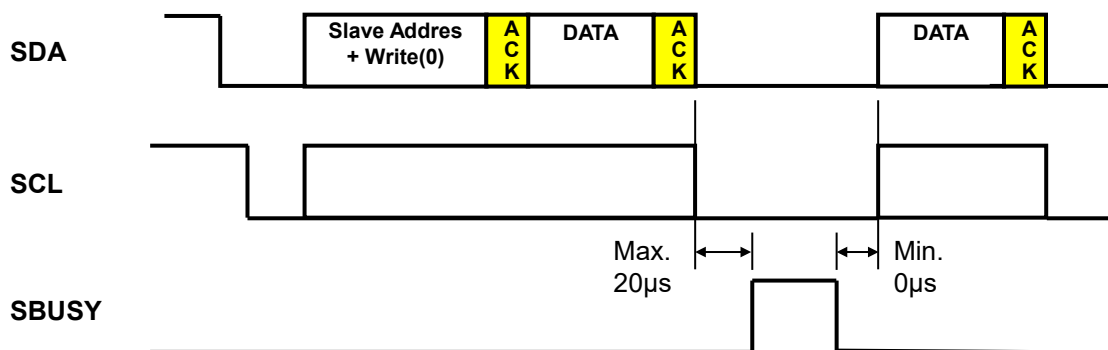 SDA
Slave Addres
+ Write(0)
A
C
K
DATA
A
C
K
DATA
A
C
K
SCL
Max.
20µs
Min.
0µs
SBUSY